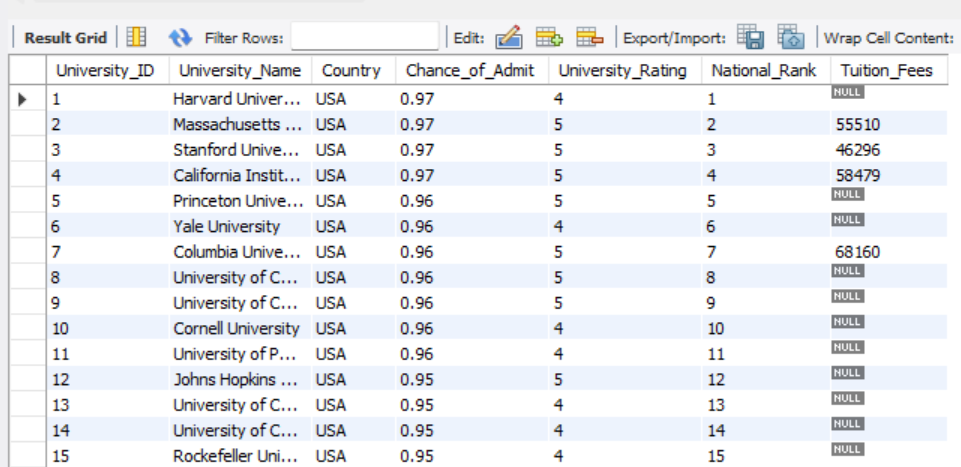 Result Grid Filter Rows: Edit: Export/Import: Wrap Cell Content:
University_ID University_Name Country Chance_of_Admit University_Rating National_Rank Tuition_Fees
1 Harvard Univer... USA 0.97 4 1 NULL
2 Massachusetts ... USA 0.97 5 2 55510
3 Stanford Unive... USA 0.97 5 3 46296
4 California Instit... USA 0.97 5 4 58479
5 Princeton Unive... USA 0.96 5 5 NULL
6 Yale University USA 0.96 4 6 NULL
7 Columbia Unive... USA 0.96 5 7 68160
8 University of C... USA 0.96 5 8 NULL
9 University of C... USA 0.96 5 9 NULL
10 Cornell University USA 0.96 4 10 NULL
11 University of P... USA 0.96 4 11 NULL
12 Johns Hopkins ... USA 0.95 5 12 NULL
13 University of C... USA 0.95 4 13 NULL
14 University of C... USA 0.95 4 14 NULL
15 Rockefeller Uni... USA 0.95 4 15 NULL